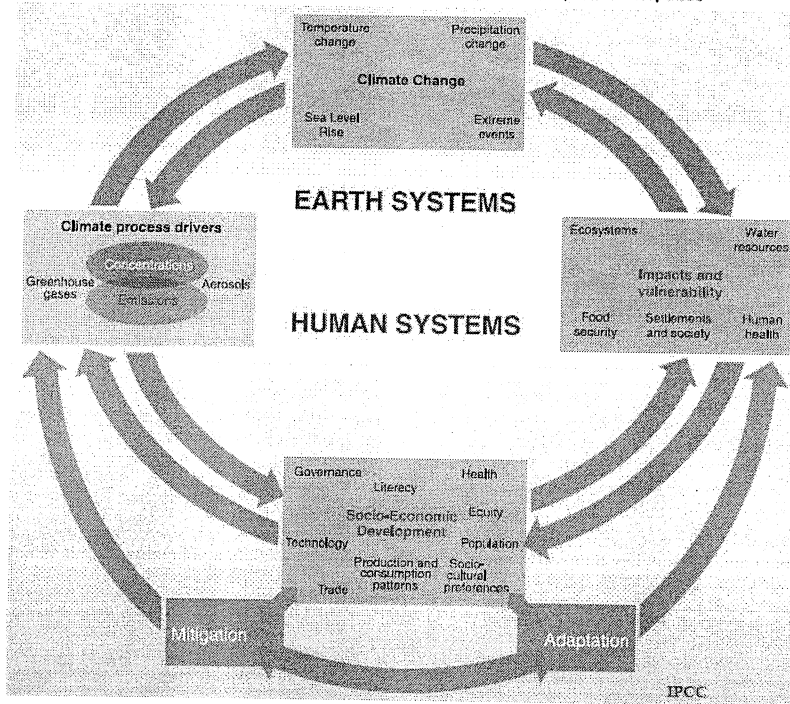 Temperature
change
Precipitation
change
Climate Change
Sea Level
Rise
Extreme
events
EARTH SYSTEMS
Climate process drivers
Concentrations
Greenhouse
gases
Aerosols
Emissions
Ecosystems
Water
resources
Impacts and
vulnerability
Food
security
Settlements
and society
Human
health
HUMAN SYSTEMS
Governance
Literecy
Health
Socio-Economic
Development
Equity
Technology
Population
Production and
consumption
patterns
Socio-
cultural
preferences
Trade
Mitigation
Adaptation
IPCC